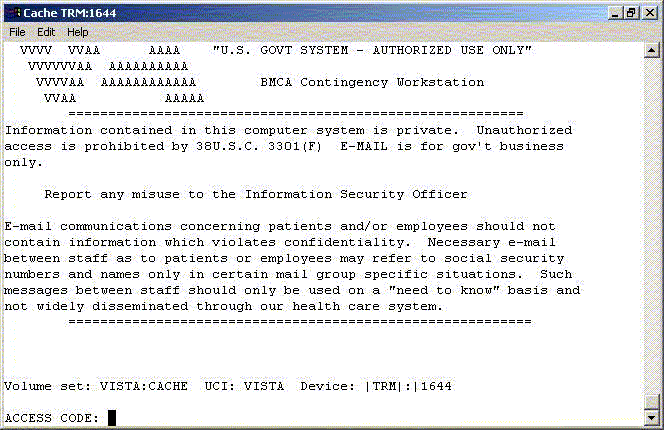 Cache TRM:1644
File Edit Help
VVVV  VVAA      AAAA    "U.S. GOVT SYSTEM - AUTHORIZED USE ONLY"
VVVVVVAA  AAAAAAAAAA
VVVVAA  AAAAAAAAAAAA        BMCA Contingency Workstation
VVAA           AAAAA
=========================================================
Information contained in this computer system is private.  Unauthorized
access is prohibited by 38U.S.C. 3301(F)  E-MAIL is for gov't business
only.
Report any misuse to the Information Security Officer
E-mail communications concerning patients and/or employees should not
contain information which violates confidentiality.  Necessary e-mail
between staff as to patients or employees may refer to social security
numbers and names only in certain mail group specific situations.  Such
messages between staff should only be used on a "need to know" basis and
not widely disseminated through our health care system.
==========================================================
Volume set: VISTA:CACHE  UCI: VISTA  Device: |TRM|:|1644
ACCESS CODE: